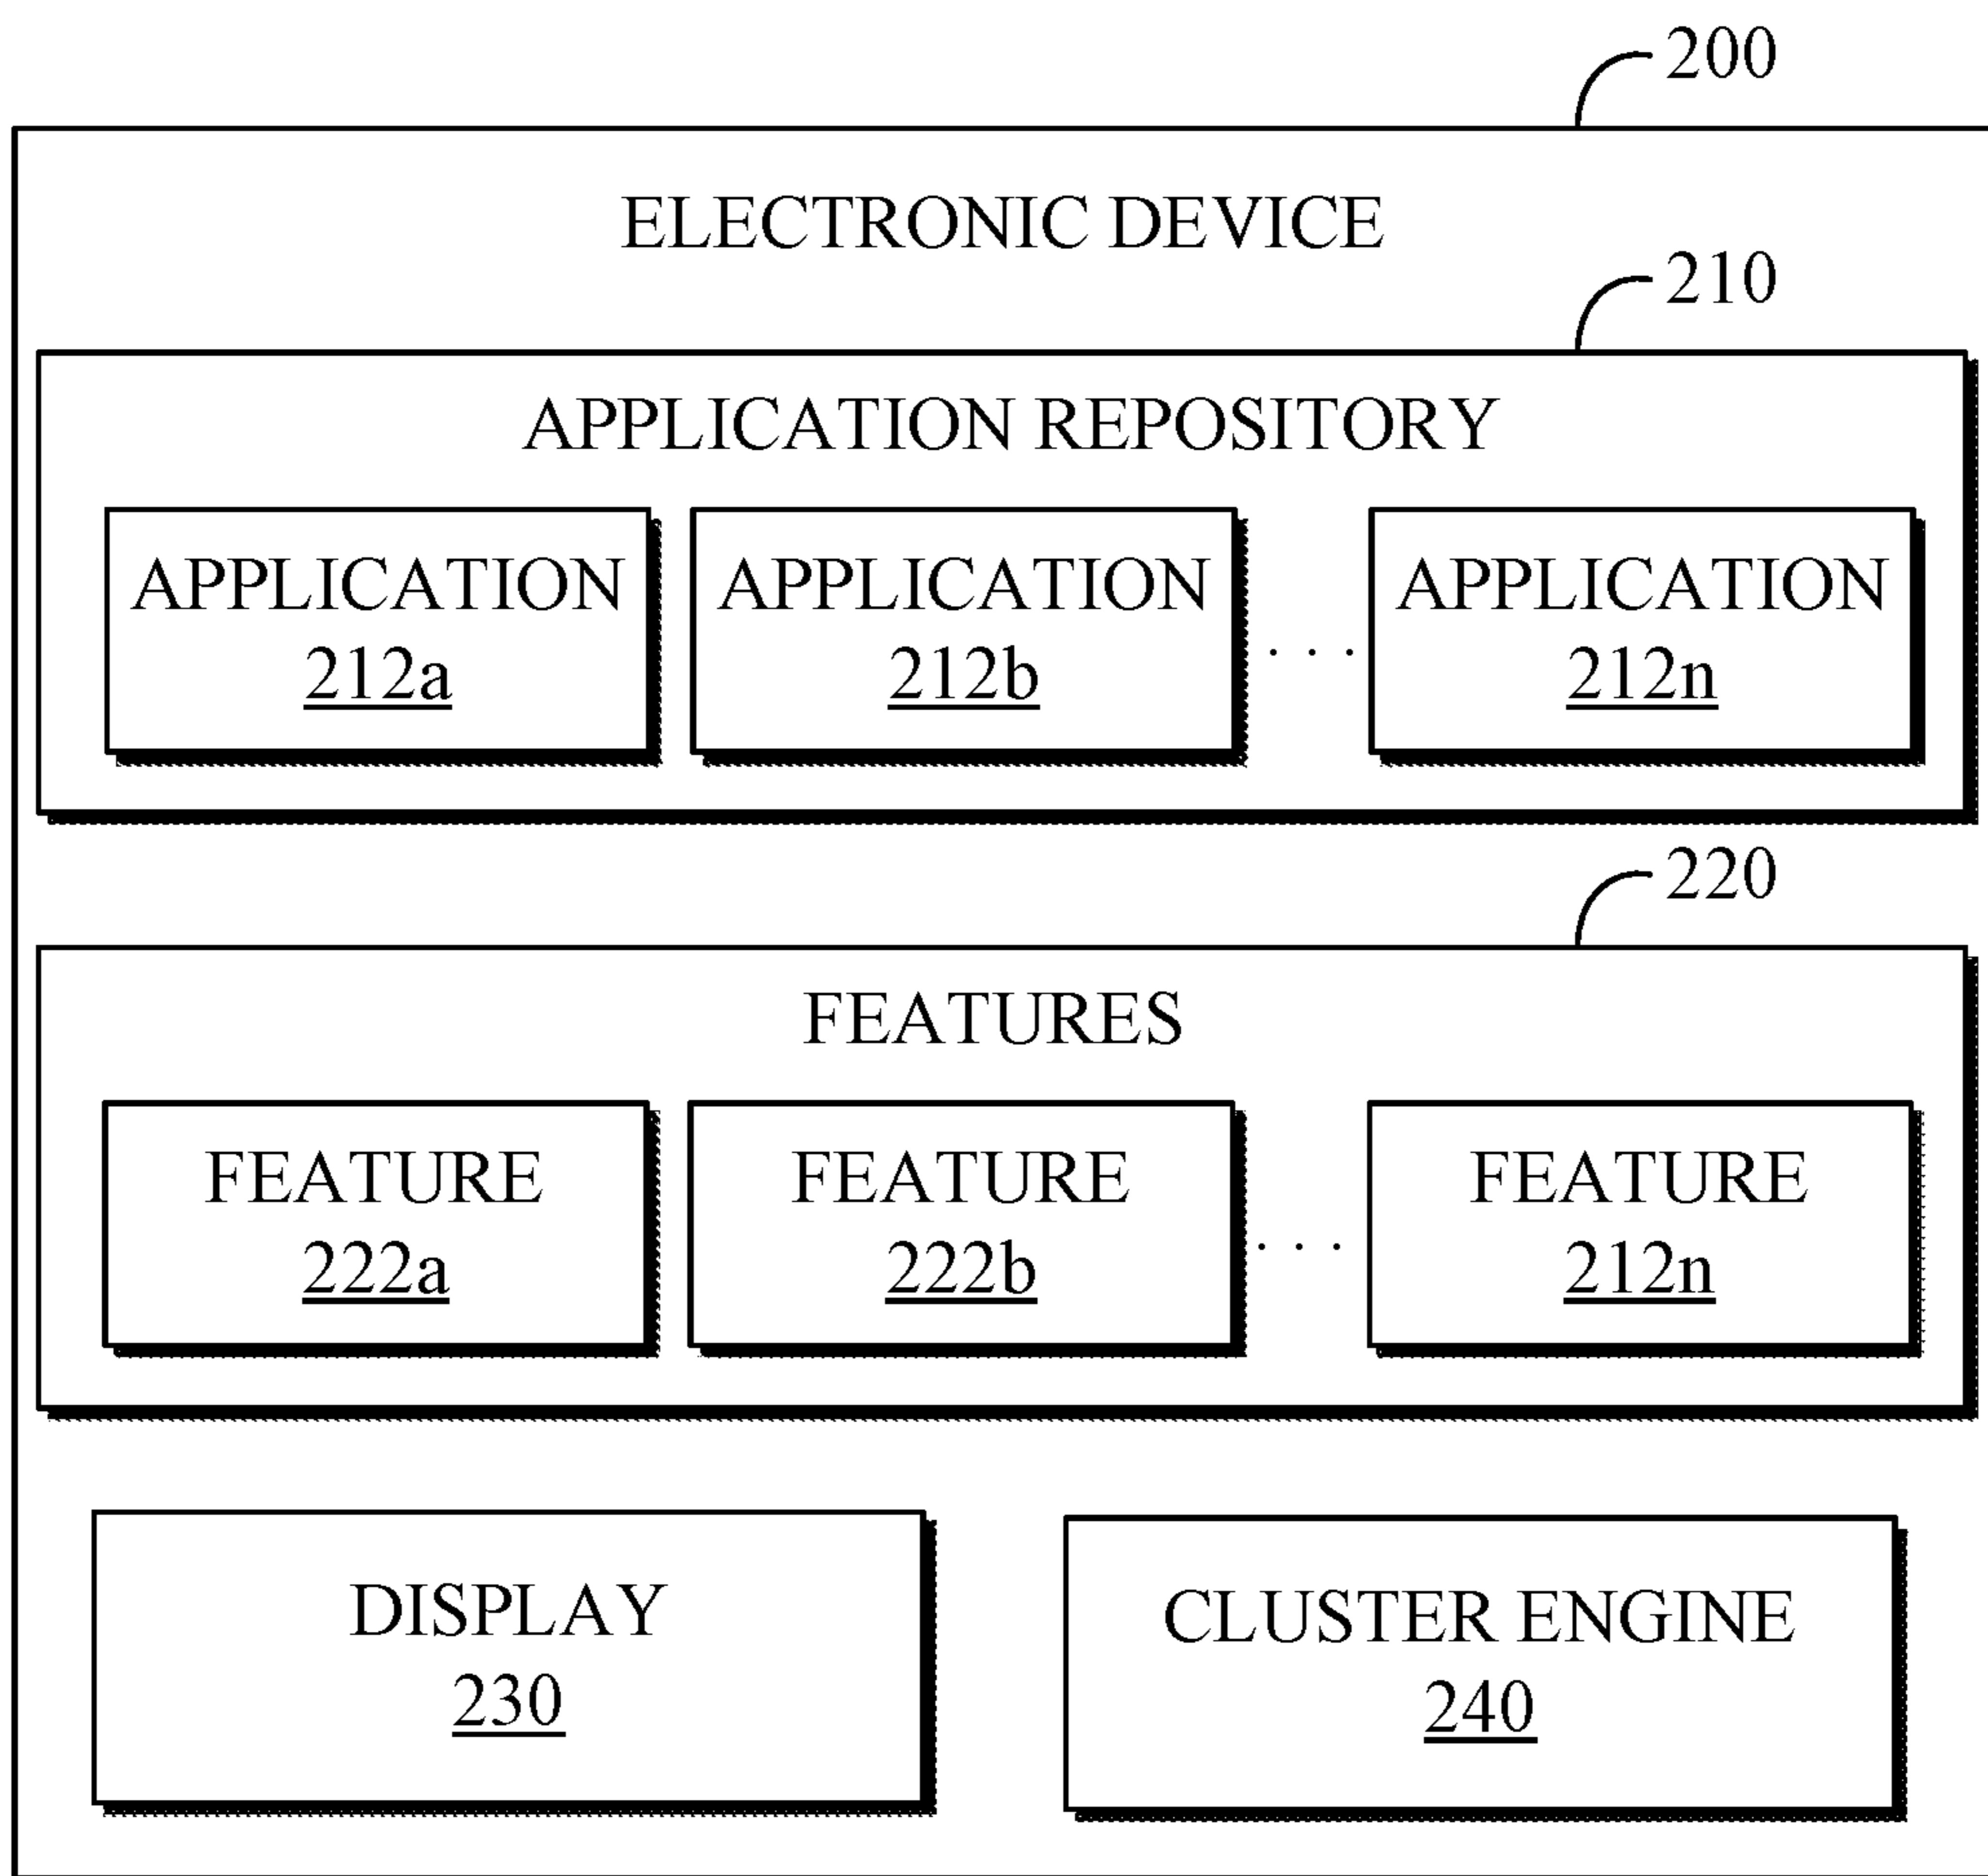 200
ELECTRONIC DEVICE
210
APPLICATION REPOSITORY
APPLICATION
212a
APPLICATION
212b
. . .
APPLICATION
212n
220
FEATURES
FEATURE
222a
FEATURE
222b
. . .
FEATURE
212n
DISPLAY
230
CLUSTER ENGINE
240